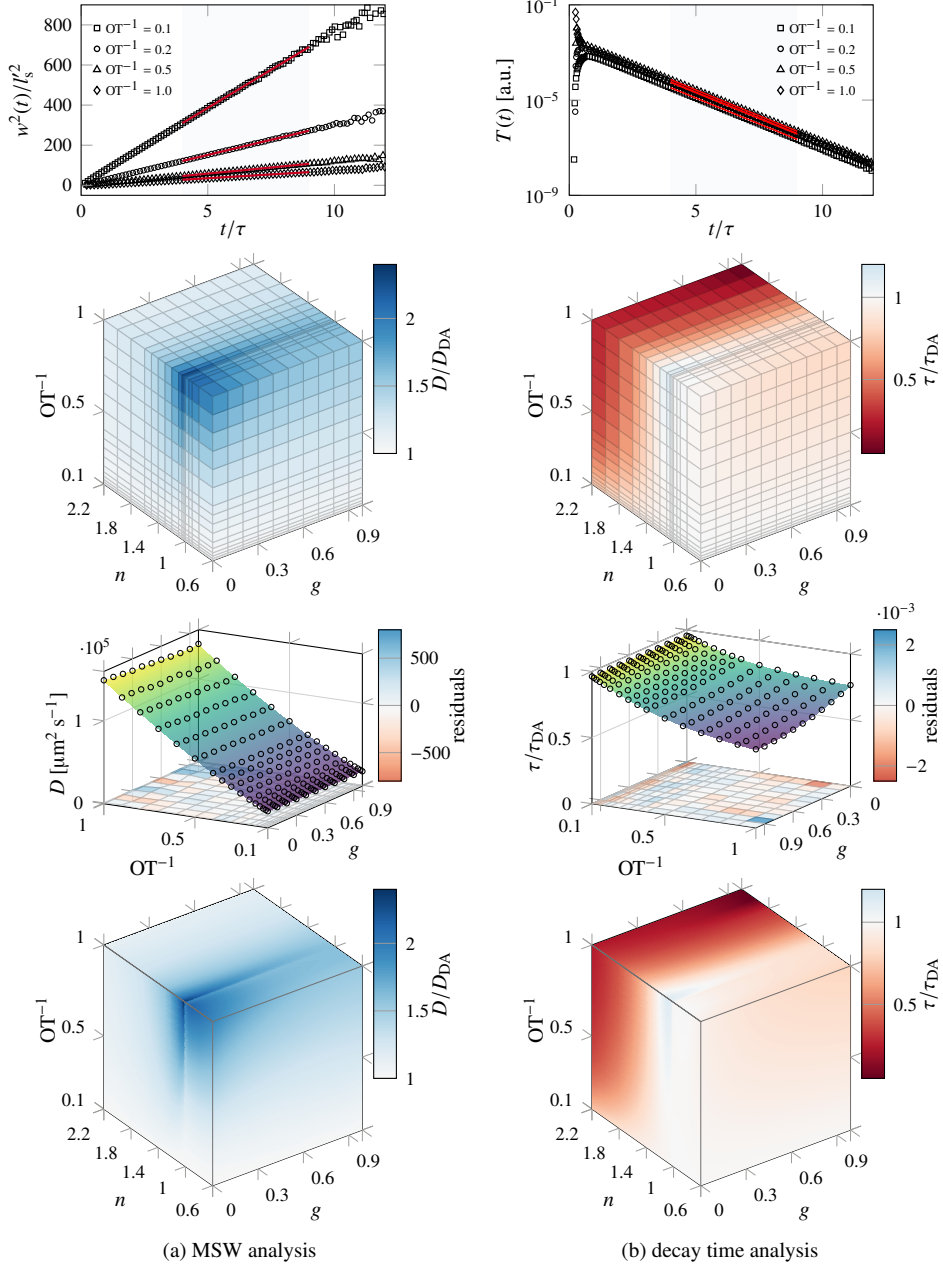 OT⁻¹ = 0.1
OT⁻¹ = 0.2
OT⁻¹ = 0.5
OT⁻¹ = 1.0
w²(t)/l′ₛ²
800
600
400
200
0
0 5 10
t/τ
OT⁻¹ = 0.1
OT⁻¹ = 0.2
OT⁻¹ = 0.5
OT⁻¹ = 1.0
T(t) [a.u.]
10⁻¹
10⁻⁵
10⁻⁹
0 5 10
t/τ
OT⁻¹
1
0.5
0.1
2.2
1.8
1.4
1
0.6
n
0
0.3
0.6
0.9
g
2
1.5
1
D/D_DA
OT⁻¹
1
0.5
0.1
2.2
1.8
1.4
1
0.6
n
0
0.3
0.6
0.9
g
1
0.5
τ/τ_DA
·10⁵
D [µm² s⁻¹]
1
0
1
0.5
0.1
OT⁻¹
0
0.3
0.6
0.9
g
500
0
−500
residuals
τ/τ_DA
1
0.5
0
0.1
0.5
1
OT⁻¹
0.9
0.6
0.3
0
g
·10⁻³
2
0
−2
residuals
OT⁻¹
1
0.5
0.1
2.2
1.8
1.4
1
0.6
n
0
0.3
0.6
0.9
g
2
1.5
1
D/D_DA
OT⁻¹
1
0.5
0.1
2.2
1.8
1.4
1
0.6
n
0
0.3
0.6
0.9
g
1
0.5
τ/τ_DA
(a) MSW analysis
(b) decay time analysis